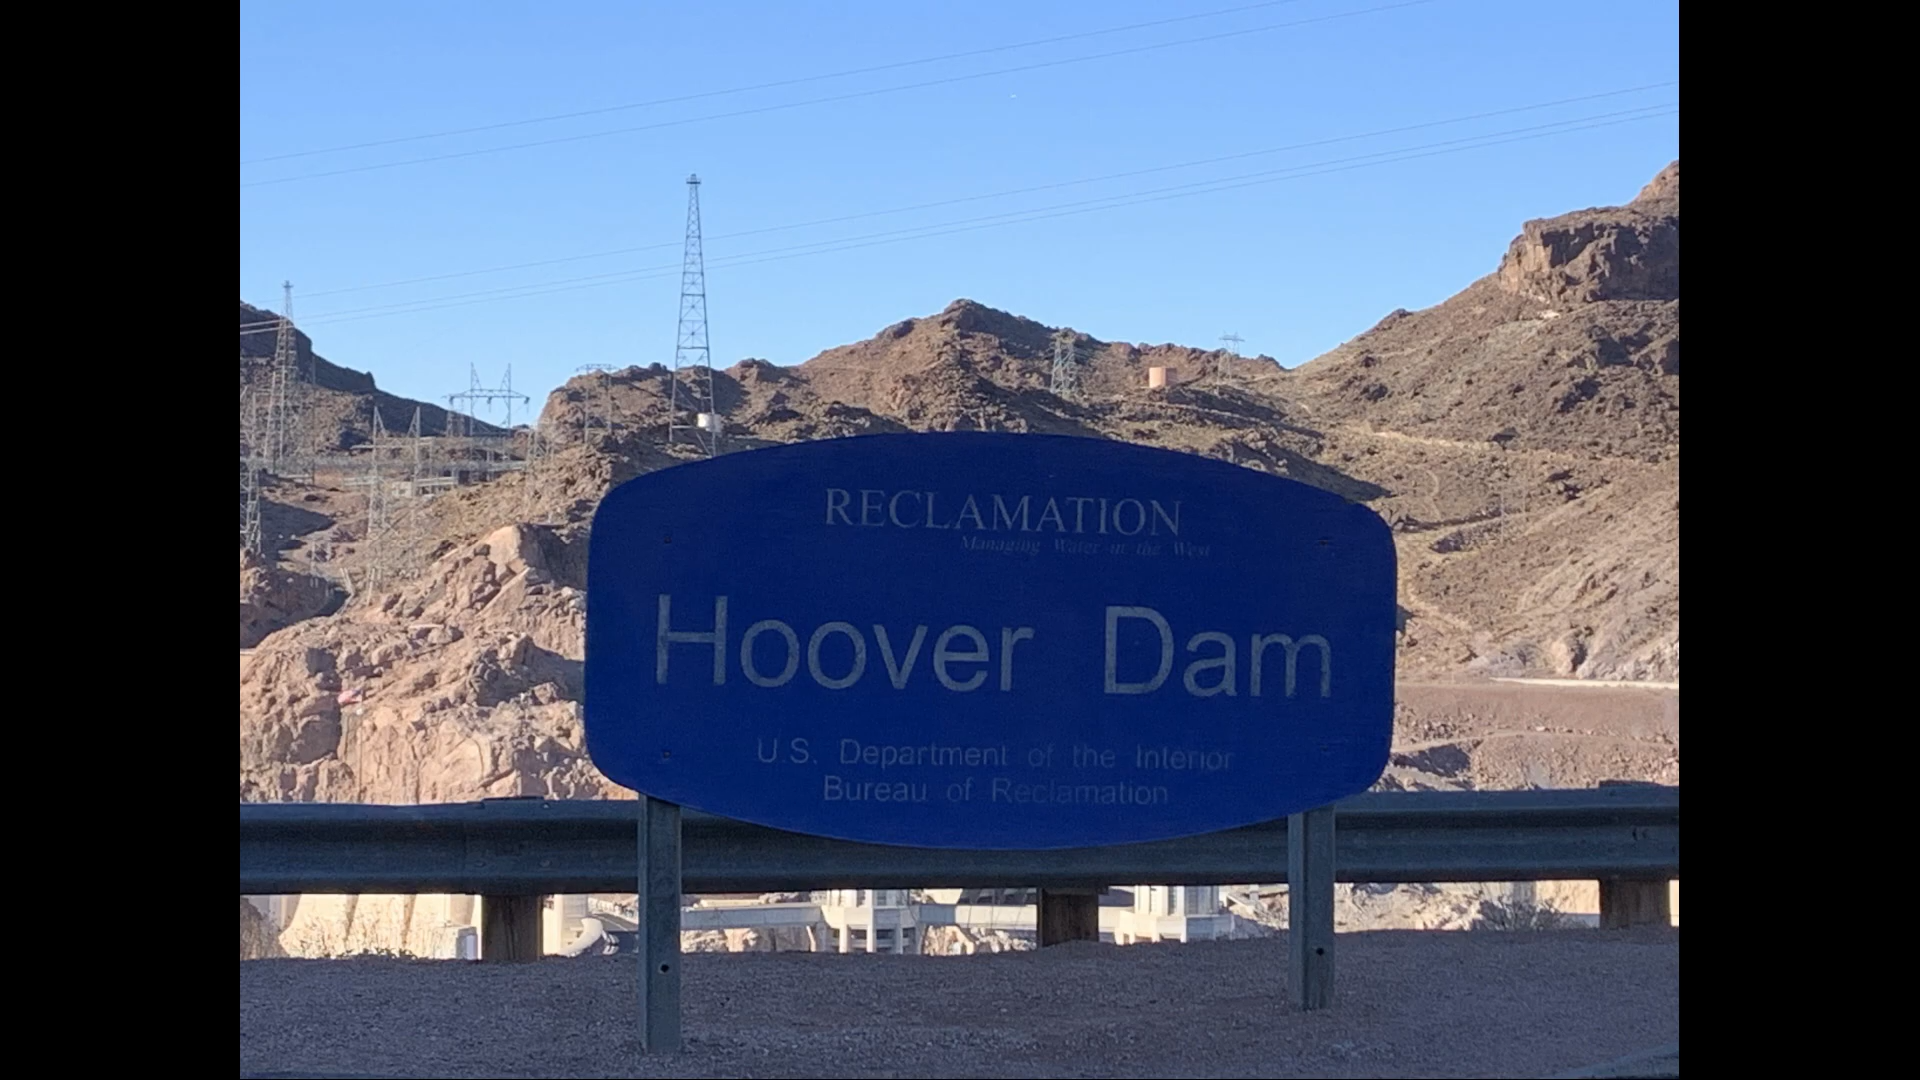 RECLAMATION
Managing Water in the West
Hoover Dam
U.S. Department of the Interior
Bureau of Reclamation